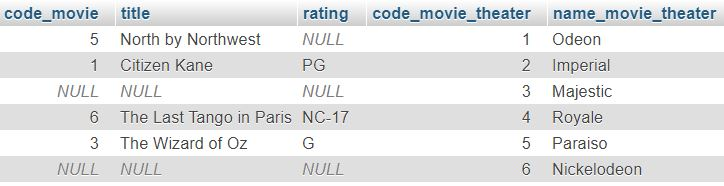 code_movie title rating code_movie_theater name_movie_theater
5 North by Northwest NULL 1 Odeon
1 Citizen Kane PG 2 Imperial
NULL NULL NULL 3 Majestic
6 The Last Tango in Paris NC-17 4 Royale
3 The Wizard of Oz G 5 Paraiso
NULL NULL NULL 6 Nickelodeon